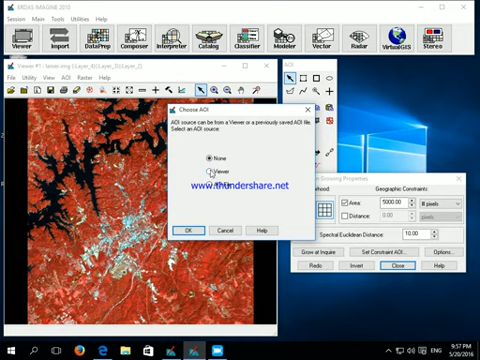 ERDAS IMAGINE 2010
Session Main Tools Utilities Help
Viewer Import DataPrep Composer Interpreter Catalog Classifier Modeler Vector Radar VirtualGIS Stereo
File Utility View AOI Raster Help
AOI
Choose AOI
AOI source can be from a Viewer or a previously saved AOI file.
Select an AOI source:
None
Viewer
www.thundershare.net
OK Cancel Help
Growing Properties
Geographic Constraints:
Area: 5000.00 # pixels
Distance: 0.00 pixels
Spectral Euclidean Distance: 10.00
Grow at Inquire Set Constraint AOI... Options...
Redo Invert Close Help
ENG
9:57 PM
5/20/2016